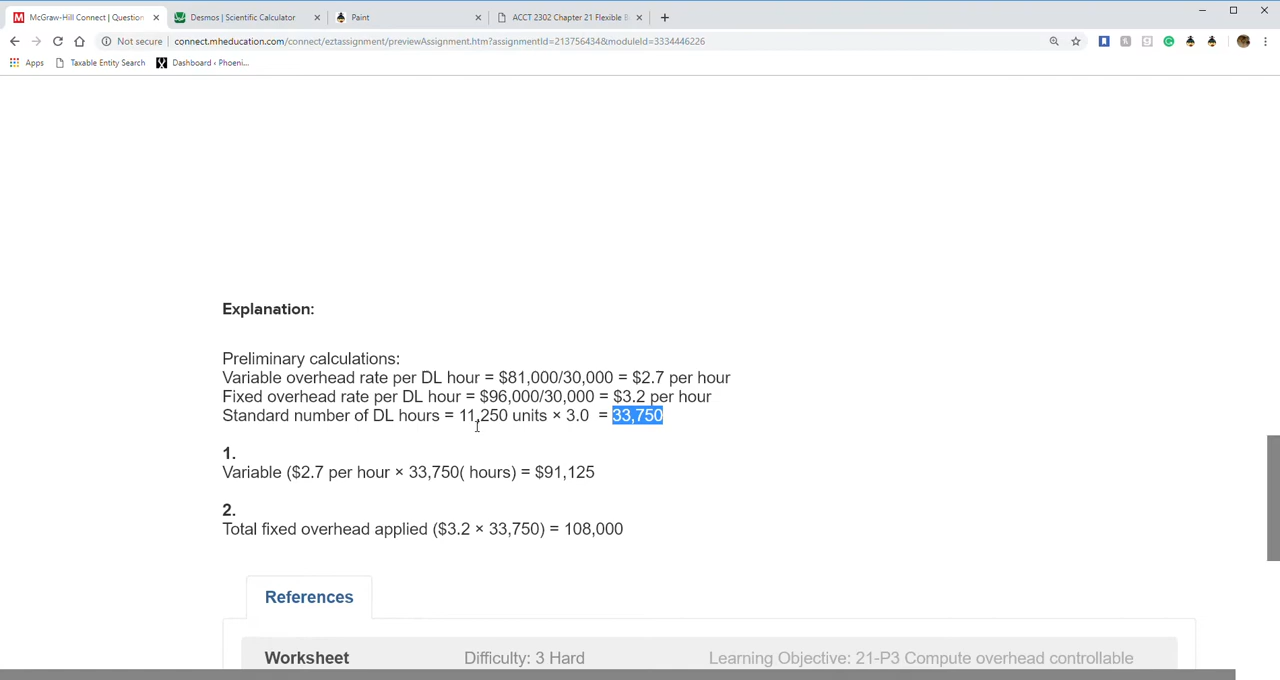 McGraw-Hill Connect | Question
Desmos | Scientific Calculator
Paint
ACCT 2302 Chapter 21 Flexible
Not secure | connect.mheducation.com/connect/eztassignment/previewAssignment.htm?assignmentId=213756434&moduleId=3334446226
Apps Taxable Entity Search Dashboard ‹ Phoeni...
Explanation:
Preliminary calculations:
Variable overhead rate per DL hour = $81,000/30,000 = $2.7 per hour
Fixed overhead rate per DL hour = $96,000/30,000 = $3.2 per hour
Standard number of DL hours = 11,250 units × 3.0 = 33,750
1.
Variable ($2.7 per hour × 33,750( hours) = $91,125
2.
Total fixed overhead applied ($3.2 × 33,750) = 108,000
References
Worksheet Difficulty: 3 Hard Learning Objective: 21-P3 Compute overhead controllable